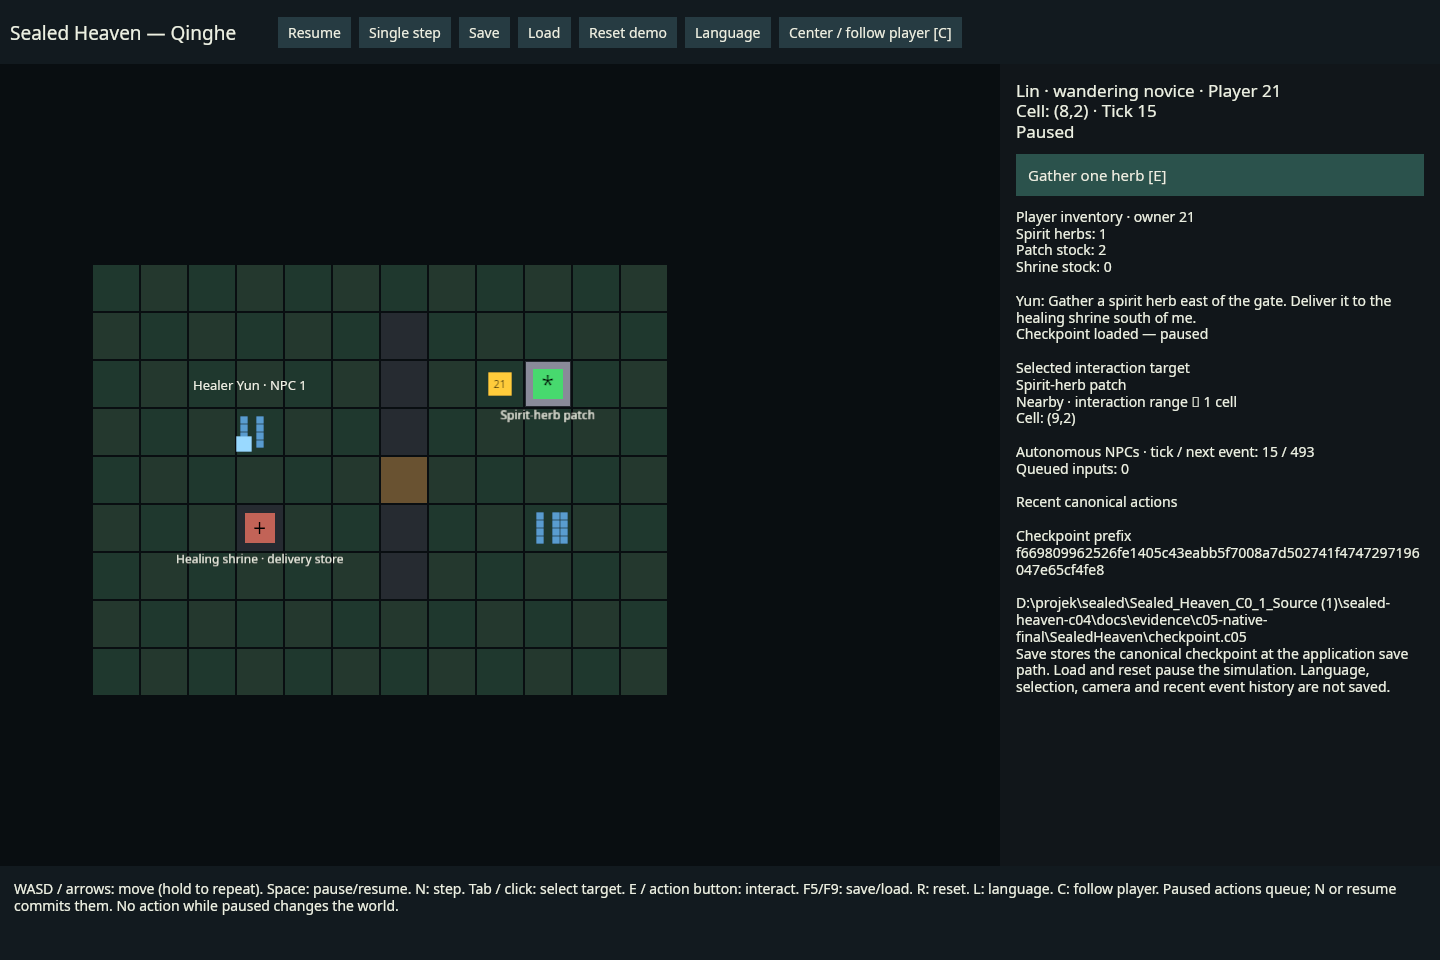 Sealed Heaven — Qinghe
Resume
Single step
Save
Load
Reset demo
Language
Center / follow player [C]
Lin · wandering novice · Player 21
Cell: (8,2) · Tick 15
Paused
Gather one herb [E]
Player inventory · owner 21
Spirit herbs: 1
Patch stock: 2
Shrine stock: 0
Yun: Gather a spirit herb east of the gate. Deliver it to the
healing shrine south of me.
Checkpoint loaded — paused
Selected interaction target
Spirit-herb patch
Nearby · interaction range ▯ 1 cell
Cell: (9,2)
Autonomous NPCs · tick / next event: 15 / 493
Queued inputs: 0
Recent canonical actions
Checkpoint prefix
f669809962526fe1405c43eabb5f7008a7d502741f4747297196
047e65cf4fe8
D:\projek\sealed\Sealed_Heaven_C0_1_Source (1)\sealed-
heaven-c04\docs\evidence\c05-native-
final\SealedHeaven\checkpoint.c05
Save stores the canonical checkpoint at the application save
path. Load and reset pause the simulation. Language,
selection, camera and recent event history are not saved.
Healer Yun · NPC 1
21
*
Spirit-herb patch
+
Healing shrine · delivery store
WASD / arrows: move (hold to repeat). Space: pause/resume. N: step. Tab / click: select target. E / action button: interact. F5/F9: save/load. R: reset. L: language. C: follow player. Paused actions queue; N or resume
commits them. No action while paused changes the world.